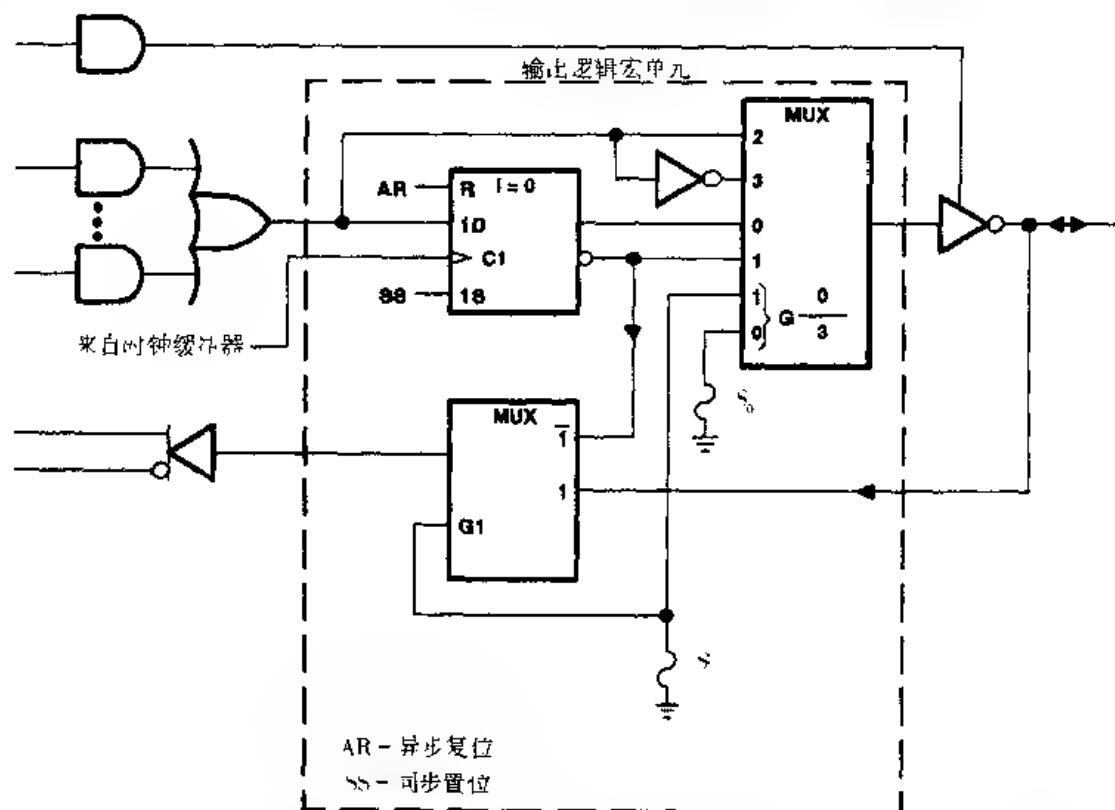 输出逻辑宏单元
MUX
2
3
AR
R
I = 0
1D
0
C1
1
SS
1S
1
0
G 0/3
来自时钟缓冲器
S₀
MUX
1̅
1
G1
AR – 异步复位
SS – 同步置位